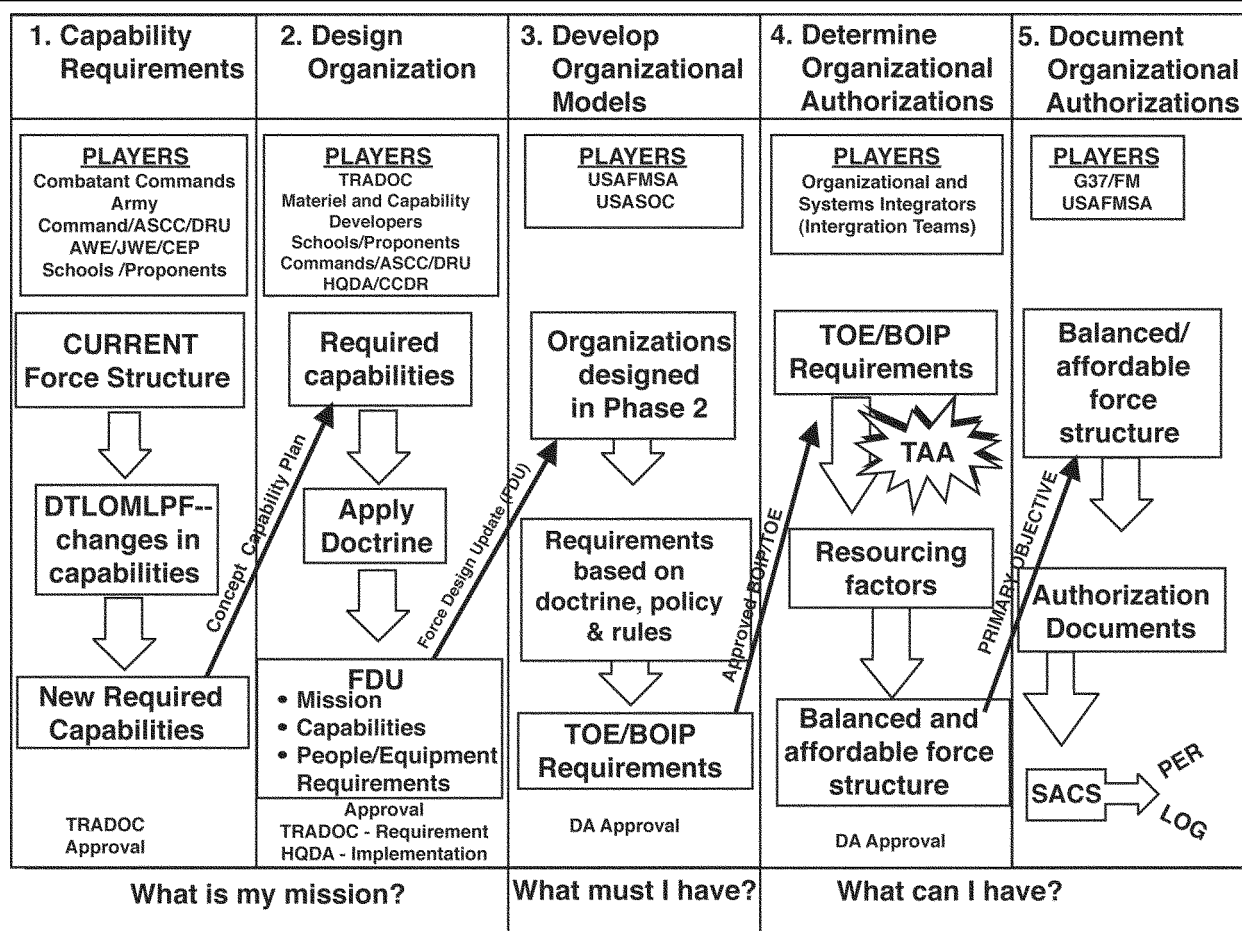 1. Capability
Requirements
2. Design
Organization
3. Develop
Organizational
Models
4. Determine
Organizational
Authorizations
5. Document
Organizational
Authorizations
PLAYERS
Combatant Commands
Army
Command/ASCC/DRU
AWE/JWE/CEP
Schools /Proponents
PLAYERS
TRADOC
Materiel and Capability
Developers
Schools/Proponents
Commands/ASCC/DRU
HQDA/CCDR
PLAYERS
USAFMSA
USASOC
PLAYERS
Organizational and
Systems Integrators
(Intergration Teams)
PLAYERS
G37/FM
USAFMSA
CURRENT
Force Structure
DTLOMLPF--
changes in
capabilities
New Required
Capabilities
TRADOC
Approval
Concept Capability Plan
Required
capabilities
Apply
Doctrine
FDU
• Mission
• Capabilities
• People/Equipment
Requirements
Approval
TRADOC - Requirement
HQDA - Implementation
Force Design Update (FDU)
Organizations
designed
in Phase 2
Requirements
based on
doctrine, policy
& rules
TOE/BOIP
Requirements
DA Approval
Approved BOIP/TOE
TOE/BOIP
Requirements
TAA
Resourcing
factors
Balanced and
affordable force
structure
DA Approval
PRIMARY OBJECTIVE
Balanced/
affordable
force
structure
Authorization
Documents
SACS
PER
LOG
What is my mission?
What must I have?
What can I have?